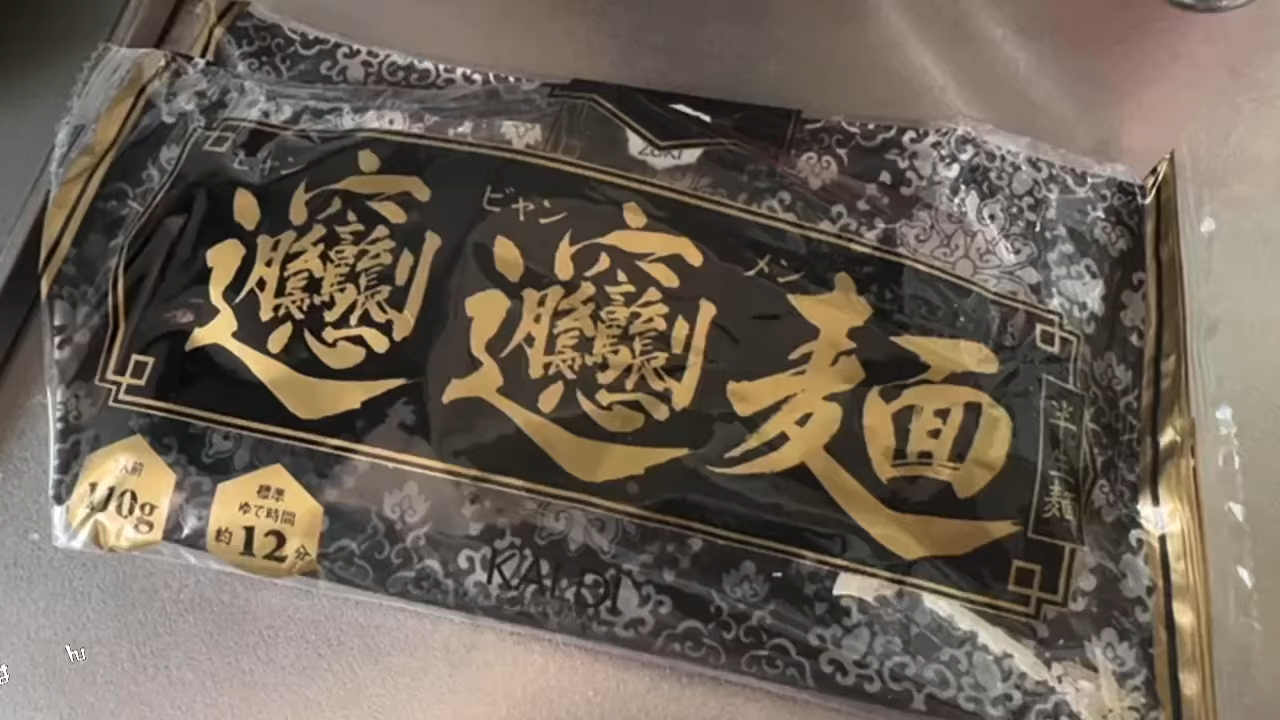 ビャン
メン
𰻞𰻞麺
半生麺
人前
110g
標準
ゆで時間
約12分
KALDI